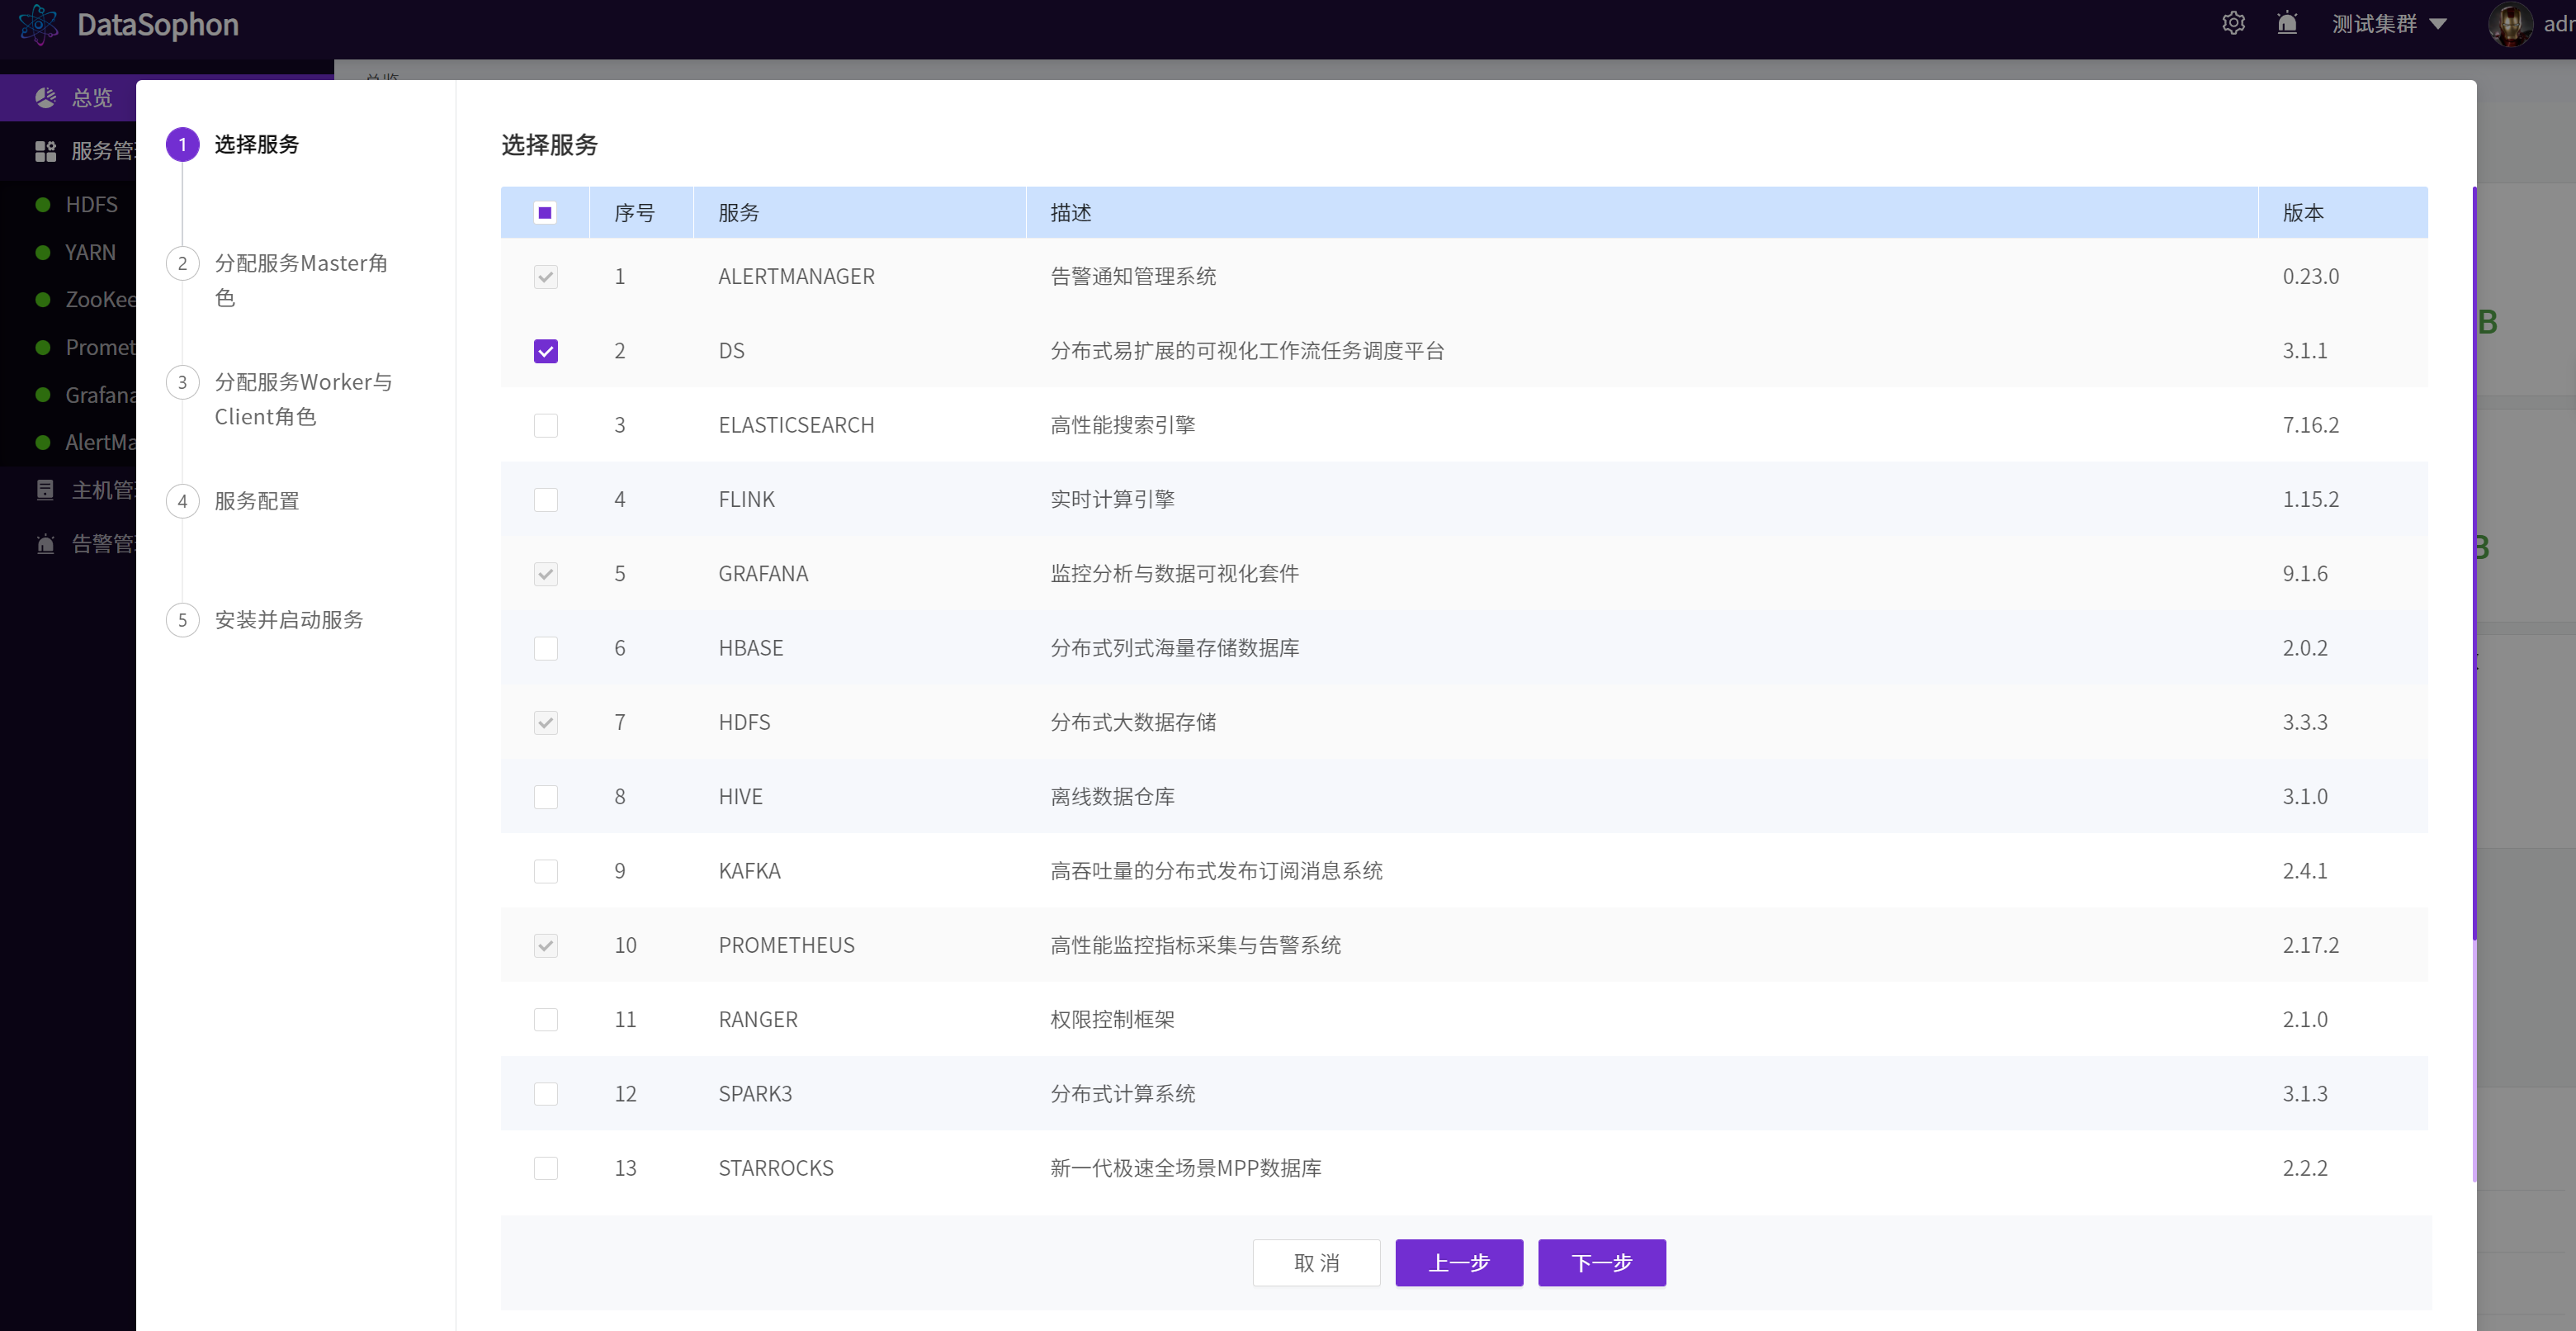 DataSophon
测试集群
总览
服务管
HDFS
YARN
ZooKee
Promet
Grafana
AlertMa
主机管
告警管
1 选择服务
2 分配服务Master角
色
3 分配服务Worker与
Client角色
4 服务配置
5 安装并启动服务
选择服务
序号 服务 描述 版本
1 ALERTMANAGER 告警通知管理系统 0.23.0
2 DS 分布式易扩展的可视化工作流任务调度平台 3.1.1
3 ELASTICSEARCH 高性能搜索引擎 7.16.2
4 FLINK 实时计算引擎 1.15.2
5 GRAFANA 监控分析与数据可视化套件 9.1.6
6 HBASE 分布式列式海量存储数据库 2.0.2
7 HDFS 分布式大数据存储 3.3.3
8 HIVE 离线数据仓库 3.1.0
9 KAFKA 高吞吐量的分布式发布订阅消息系统 2.4.1
10 PROMETHEUS 高性能监控指标采集与告警系统 2.17.2
11 RANGER 权限控制框架 2.1.0
12 SPARK3 分布式计算系统 3.1.3
13 STARROCKS 新一代极速全场景MPP数据库 2.2.2
取 消 上一步 下一步
B